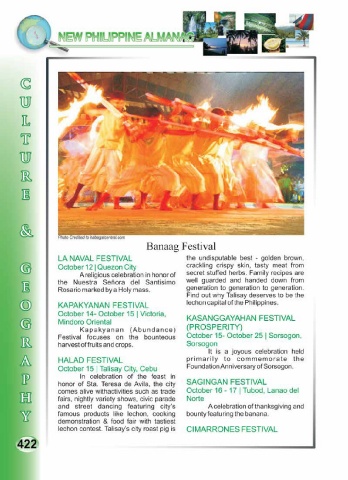 NEW PHILIPPINE ALMANAC
CULTURE & GEOGRAPHY
Banaag Festival
LA NAVAL FESTIVAL
October 12 | Quezon City
A religious celebration in honor of
the Nuestra Señora del Santisimo
Rosario marked by a Holy mass.
KAPAKYANAN FESTIVAL
October 14- October 15 | Victoria,
Mindoro Oriental
Kapakyanan (Abundance)
Festival focuses on the bounteous
harvest of fruits and crops.
HALAD FESTIVAL
October 15 | Talisay City, Cebu
In celebration of the feast in
honor of Sta. Teresa de Avila, the city
comes alive withactivities such as trade
fairs, nightly variety shows, civic parade
and street dancing featuring city's
famous products like lechon, cooking
demonstration & food fair with tastiest
lechon contest. Talisay's city roast pig is
the undisputable best - golden brown,
crackling crispy skin, tasty meat from
secret stuffed herbs. Family recipes are
well guarded and handed down from
generation to generation to generation.
Find out why Talisay deserves to be the
lechon capital of the Philippines.
KASANGGAYAHAN FESTIVAL
(PROSPERITY)
October 15- October 25 | Sorsogon,
Sorsogon
It is a joyous celebration held
primarily to commemorate the
Foundation Anniversary of Sorsogon.
SAGINGAN FESTIVAL
October 16 - 17 | Tubod, Lanao del
Norte
A celebration of thanksgiving and
bounty featuring the banana.
CIMARRONES FESTIVAL
422